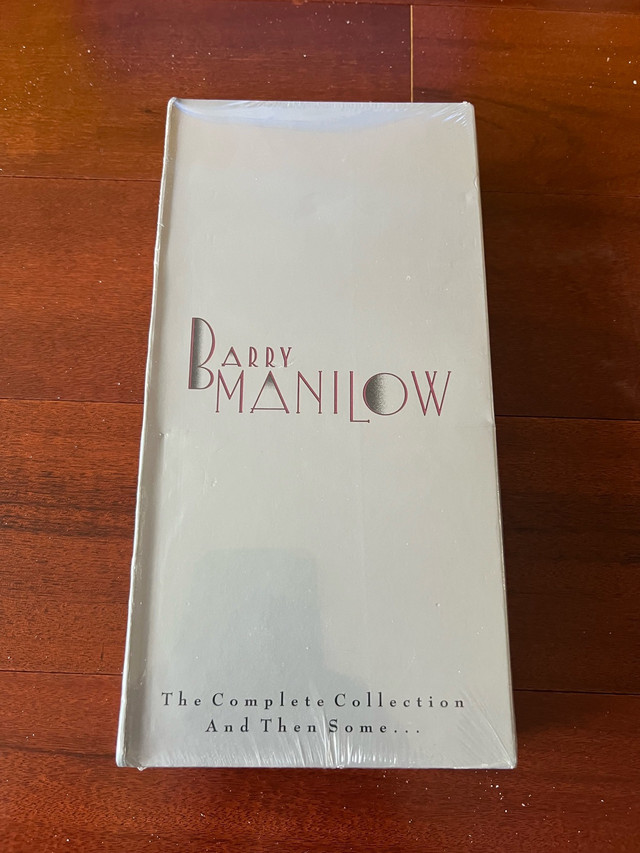 BARRY
MANILOW
The Complete Collection
And Then Some...